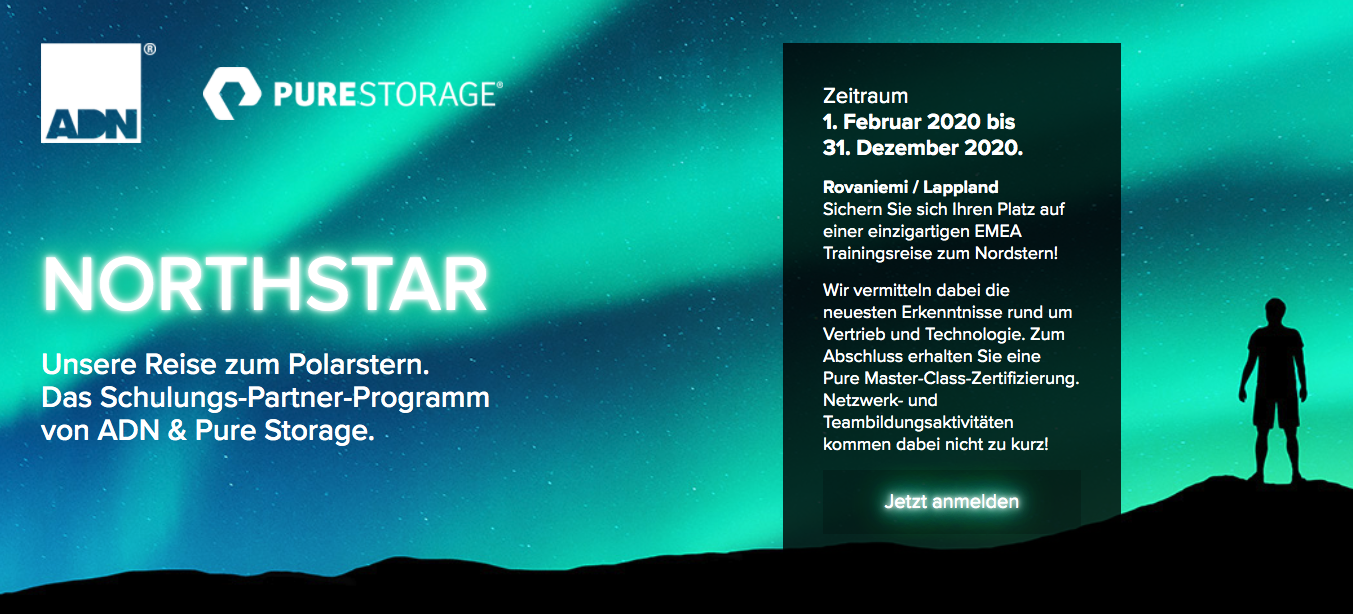 ADN®
PURESTORAGE®
NORTHSTAR
Unsere Reise zum Polarstern.
Das Schulungs-Partner-Programm
von ADN & Pure Storage.
Zeitraum
1. Februar 2020 bis
31. Dezember 2020.
Rovaniemi / Lappland
Sichern Sie sich Ihren Platz auf
einer einzigartigen EMEA
Trainingsreise zum Nordstern!
Wir vermitteln dabei die
neuesten Erkenntnisse rund um
Vertrieb und Technologie. Zum
Abschluss erhalten Sie eine
Pure Master-Class-Zertifizierung.
Netzwerk- und
Teambildungsaktivitäten
kommen dabei nicht zu kurz!
Jetzt anmelden